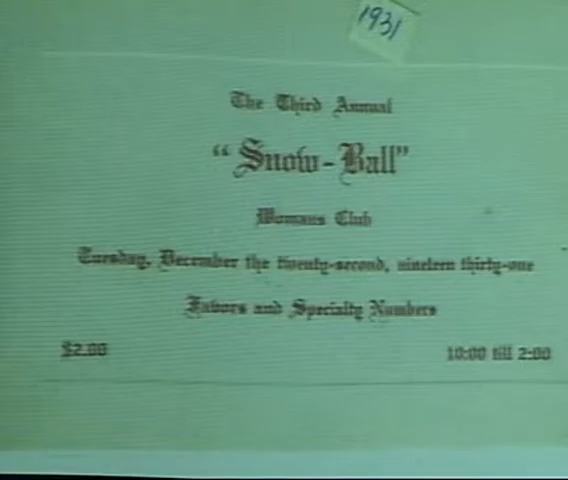 1931
The Third Annual
"Snow-Ball"
Womans Club
Tuesday, December the twenty-second, nineteen thirty-one
Favors and Specialty Numbers
$2.00 10:00 till 2:00